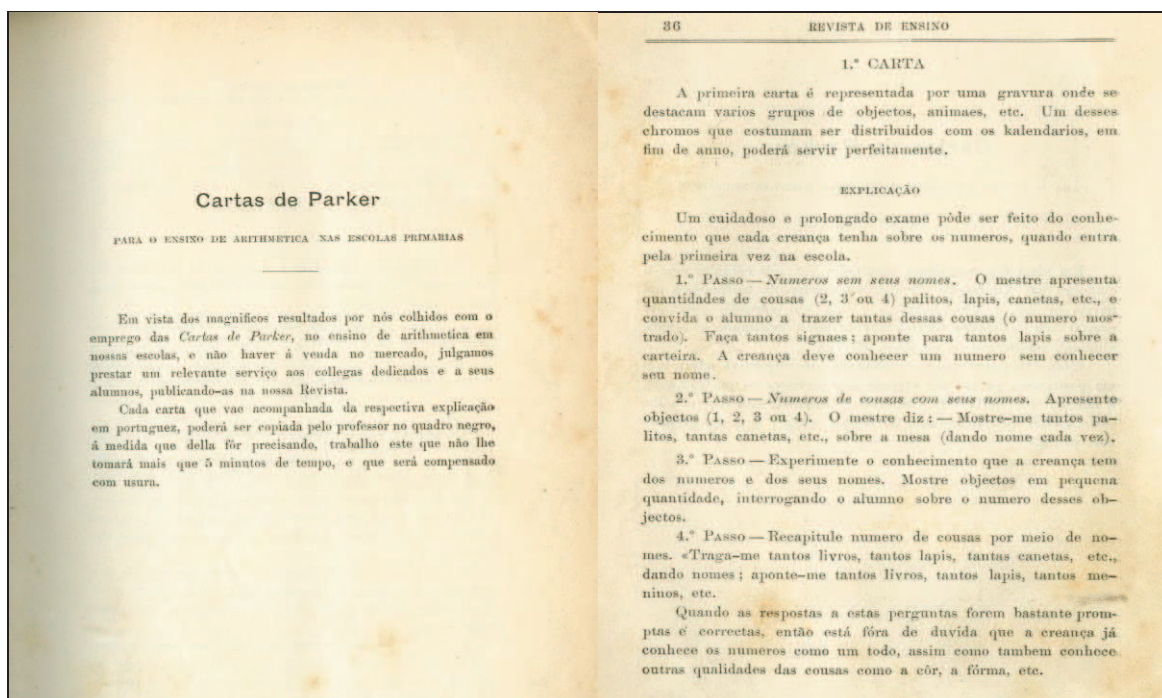 Cartas de Parker
PARA O ENSINO DE ARITHMETICA NAS ESCOLAS PRIMARIAS
Em vista dos magnificos resultados por nós colhidos com o
emprego das Cartas de Parker, no ensino de arithmetica em
nossas escolas, e não haver á venda no mercado, julgamos
prestar um relevante serviço aos collegas dedicados e a seus
alumnos, publicando-as na nossa Revista.
Cada carta que vae acompanhada da respectiva explicação
em portuguez, poderá ser copiada pelo professor no quadro negro,
á medida que della fôr precisando, trabalho este que não lhe
tomará mais que 5 minutos de tempo, e que será compensado
com usura.
36 REVISTA DE ENSINO
1.ª CARTA
A primeira carta é representada por uma gravura onde se
destacam varios grupos de objectos, animaes, etc. Um desses
chromos que costumam ser distribuidos com os kalendarios, em
fim de anno, poderá servir perfeitamente.
EXPLICAÇÃO
Um cuidadoso e prolongado exame póde ser feito do conhe-
cimento que cada creança tenha sobre os numeros, quando entra
pela primeira vez na escola.
1.º PASSO — Numeros sem seus nomes. O mestre apresenta
quantidades de cousas (2, 3 ou 4) palitos, lapis, canetas, etc., e
convida o alumno a trazer tantas dessas cousas (o numero mos-
trado). Faça tantos signaes; aponte para tantos lapis sobre a
carteira. A creança deve conhecer um numero sem conhecer
seu nome.
2.º PASSO — Numeros de cousas com seus nomes. Apresente
objectos (1, 2, 3 ou 4). O mestre diz: — Mostre-me tantos pa-
litos, tantas canetas, etc., sobre a mesa (dando nome cada vez).
3.º PASSO — Experimente o conhecimento que a creança tem
dos numeros e dos seus nomes. Mostre objectos em pequena
quantidade, interrogando o alumno sobre o numero desses ob-
jectos.
4.º PASSO — Recapitule numero de cousas por meio de no-
mes. «Traga-me tantos livros, tantos lapis, tantas canetas, etc.,
dando nomes; aponte-me tantos livros, tantos lapis, tantos me-
ninos, etc.
Quando as respostas a estas perguntas forem bastante prom-
ptas e correctas, então está fóra de duvida que a creança já
conhece os numeros como um todo, assim como tambem conhece
outras qualidades das cousas como a côr, a fórma, etc.